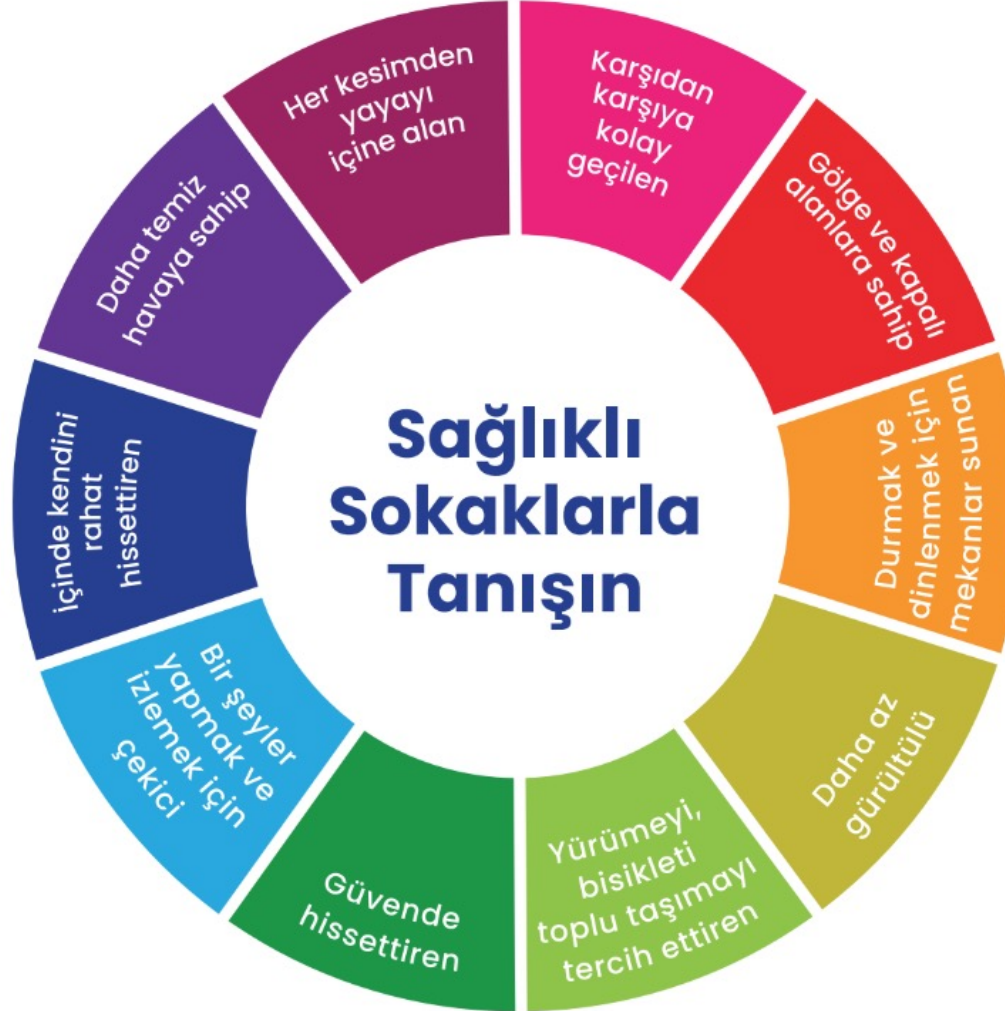 Sağlıklı
Sokaklarla
Tanışın
Karşıdan
karşıya
kolay
geçilen
Gölge ve kapalı
alanlara sahip
Durmak ve
dinlenmek için
mekanlar sunan
Daha az
gürültülü
Yürümeyi,
bisikleti
toplu taşımayı
tercih ettiren
Güvende
hissettiren
Bir şeyler
yapmak ve
izlemek için
çekici
içinde kendini
rahat
hissettiren
Daha temiz
havaya sahip
Her kesimden
yayayı
içine alan